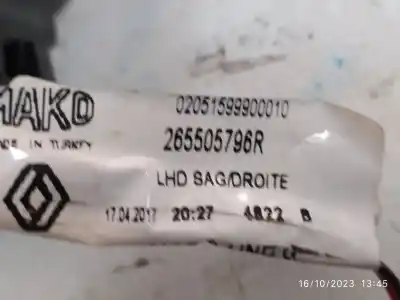 MAKO
02051599900010
MADE IN TURKEY
265505796R
LHD SAG/DROITE
17.04.2017 20:27 4822 B
16/10/2023 13:45